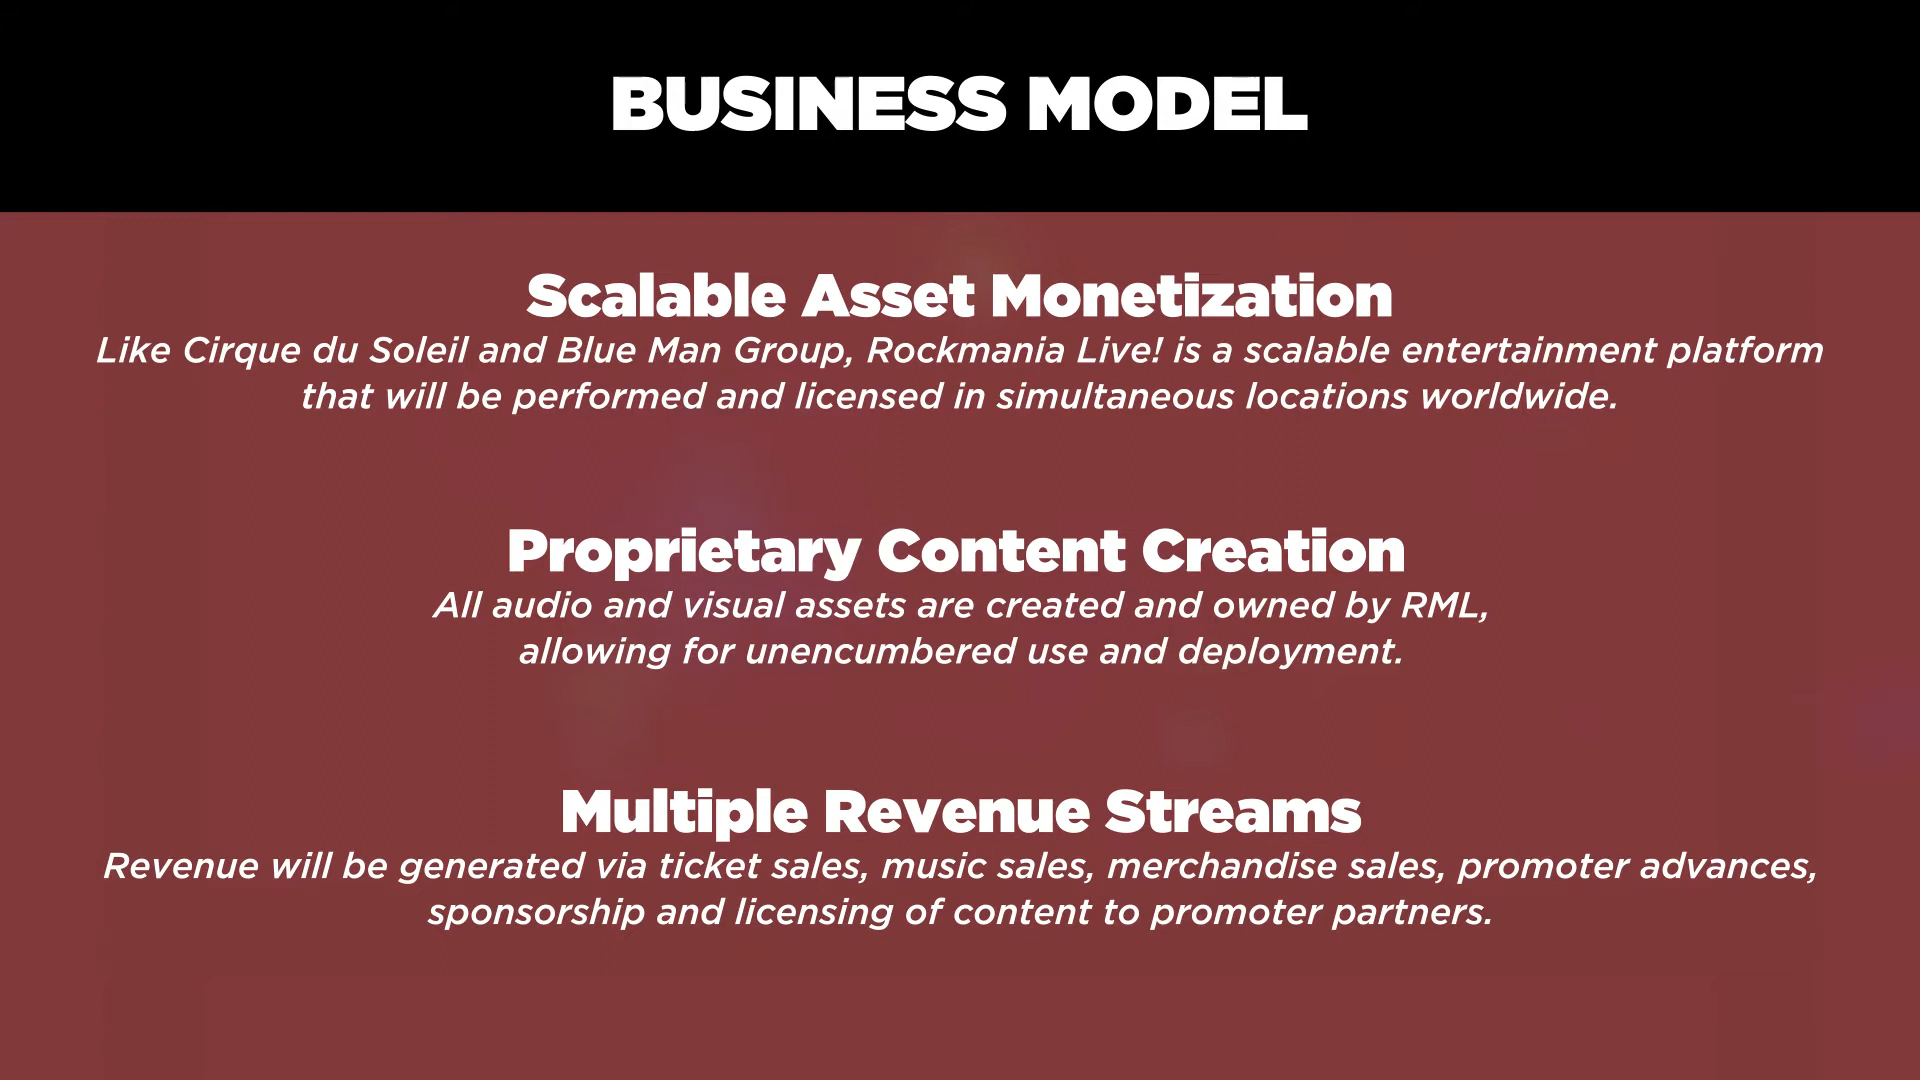 BUSINESS MODEL
Scalable Asset Monetization
Like Cirque du Soleil and Blue Man Group, Rockmania Live! is a scalable entertainment platform
that will be performed and licensed in simultaneous locations worldwide.
Proprietary Content Creation
All audio and visual assets are created and owned by RML,
allowing for unencumbered use and deployment.
Multiple Revenue Streams
Revenue will be generated via ticket sales, music sales, merchandise sales, promoter advances,
sponsorship and licensing of content to promoter partners.